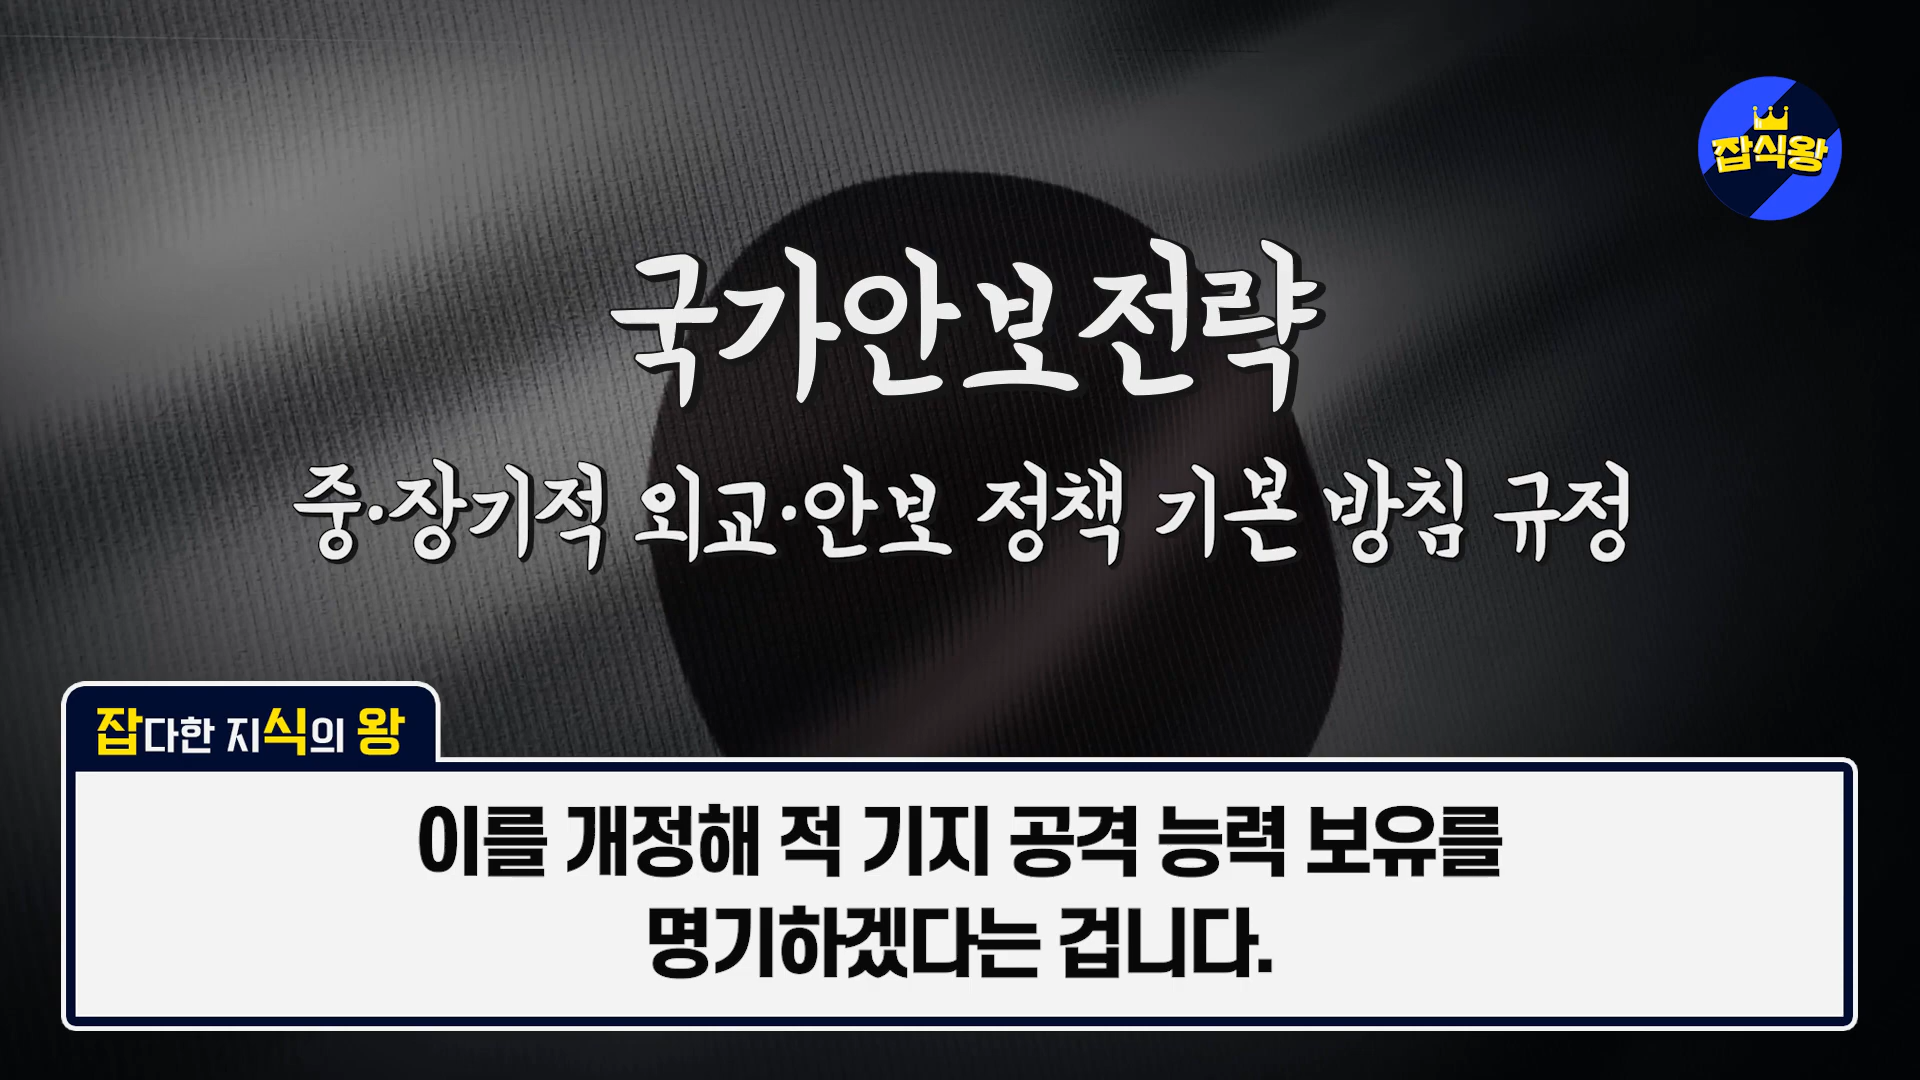 잡식왕
국가안보전략
중·장기적 외교·안보 정책 기본 방침 규정
잡다한 지식의 왕
이를 개정해 적 기지 공격 능력 보유를
명기하겠다는 겁니다.